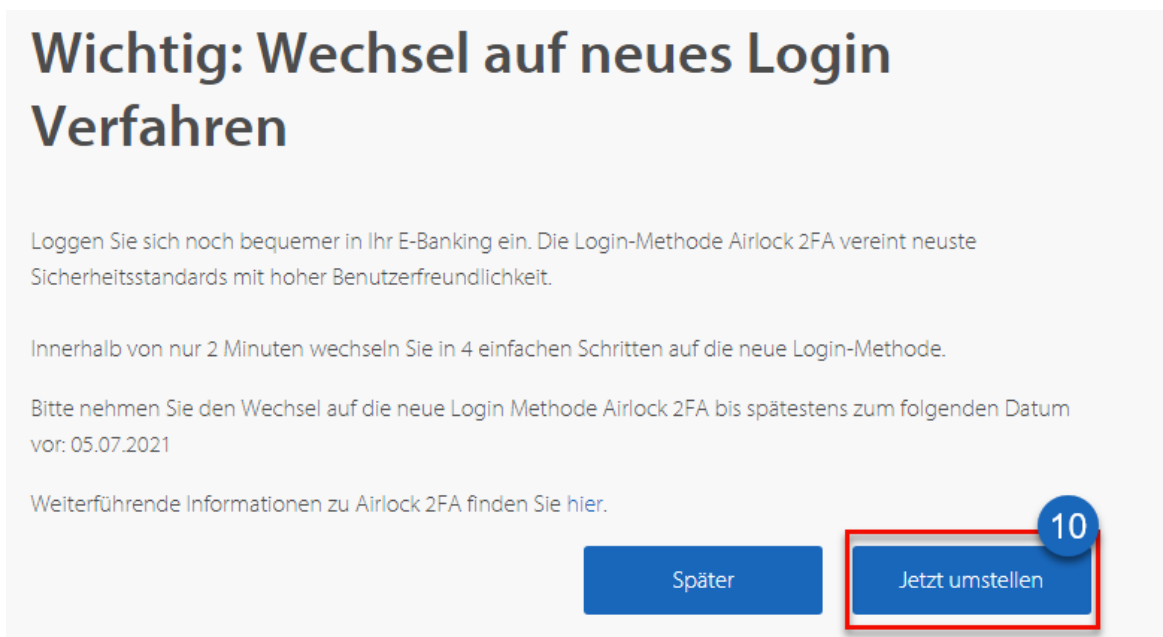 Wichtig: Wechsel auf neues Login
Verfahren
Loggen Sie sich noch bequemer in Ihr E-Banking ein. Die Login-Methode Airlock 2FA vereint neuste
Sicherheitsstandards mit hoher Benutzerfreundlichkeit.
Innerhalb von nur 2 Minuten wechseln Sie in 4 einfachen Schritten auf die neue Login-Methode.
Bitte nehmen Sie den Wechsel auf die neue Login Methode Airlock 2FA bis spätestens zum folgenden Datum
vor: 05.07.2021
Weiterführende Informationen zu Airlock 2FA finden Sie hier.
10
Später Jetzt umstellen